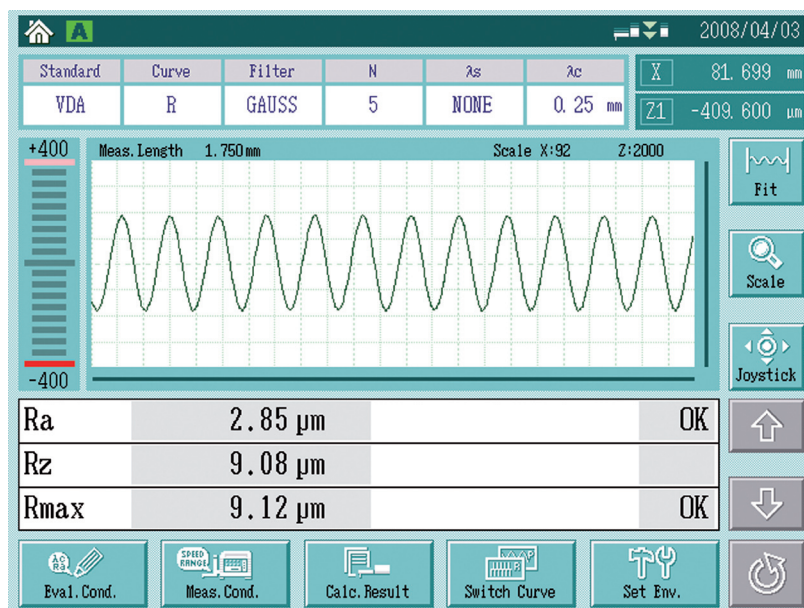 A 2008/04/03
Standard Curve Filter N λs λc X 81.699 mm
VDA R GAUSS 5 NONE 0.25 mm Z1 -409.600 µm
+400 Meas.Length 1.750mm Scale X:92 Z:2000
Fit
Scale
-400 Joystick
Ra 2.85 µm OK
Rz 9.08 µm
Rmax 9.12 µm OK
Eval.Cond. Meas.Cond. Calc.Result Switch Curve Set Env.